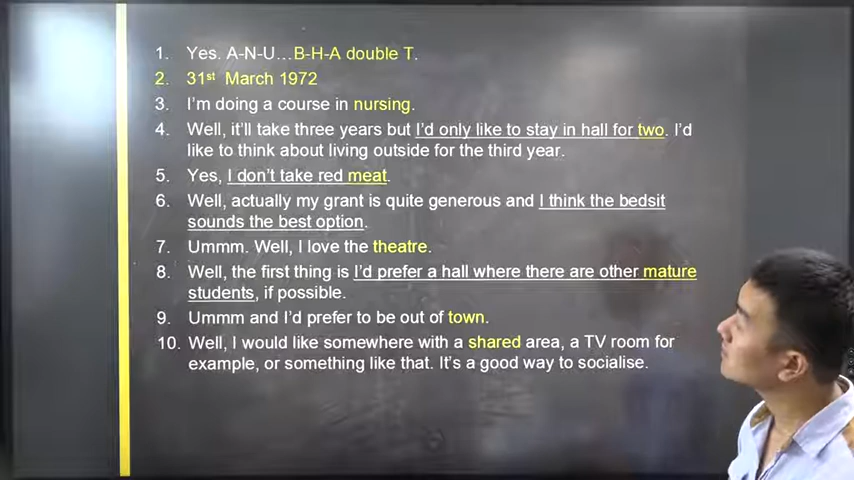 1. Yes. A-N-U...B-H-A double T.
2. 31st March 1972
3. I'm doing a course in nursing.
4. Well, it'll take three years but I'd only like to stay in hall for two. I'd
like to think about living outside for the third year.
5. Yes, I don't take red meat.
6. Well, actually my grant is quite generous and I think the bedsit
sounds the best option.
7. Ummm. Well, I love the theatre.
8. Well, the first thing is I'd prefer a hall where there are other mature
students, if possible.
9. Ummm and I'd prefer to be out of town.
10. Well, I would like somewhere with a shared area, a TV room for
example, or something like that. It's a good way to socialise.